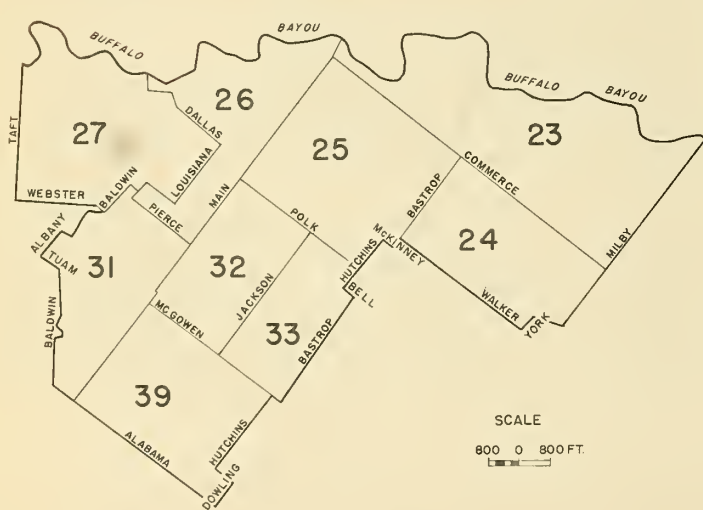 BUFFALO
BAYOU
BUFFALO
BAYOU
26
23
TAFT
27
DALLAS
25
COMMERCE
WEBSTER
BALDWIN
LOUISIANA
MAIN
BASTROP
PIERCE
POLK
ALBANY
TUAM
31
32
HUTCHINS
McKINNEY
24
MILBY
JACKSON
BELL
WALKER
YORK
BALDWIN
McGOWEN
33
BASTROP
39
ALABAMA
HUTCHINS
DOWLING
SCALE
800 0 800 FT.